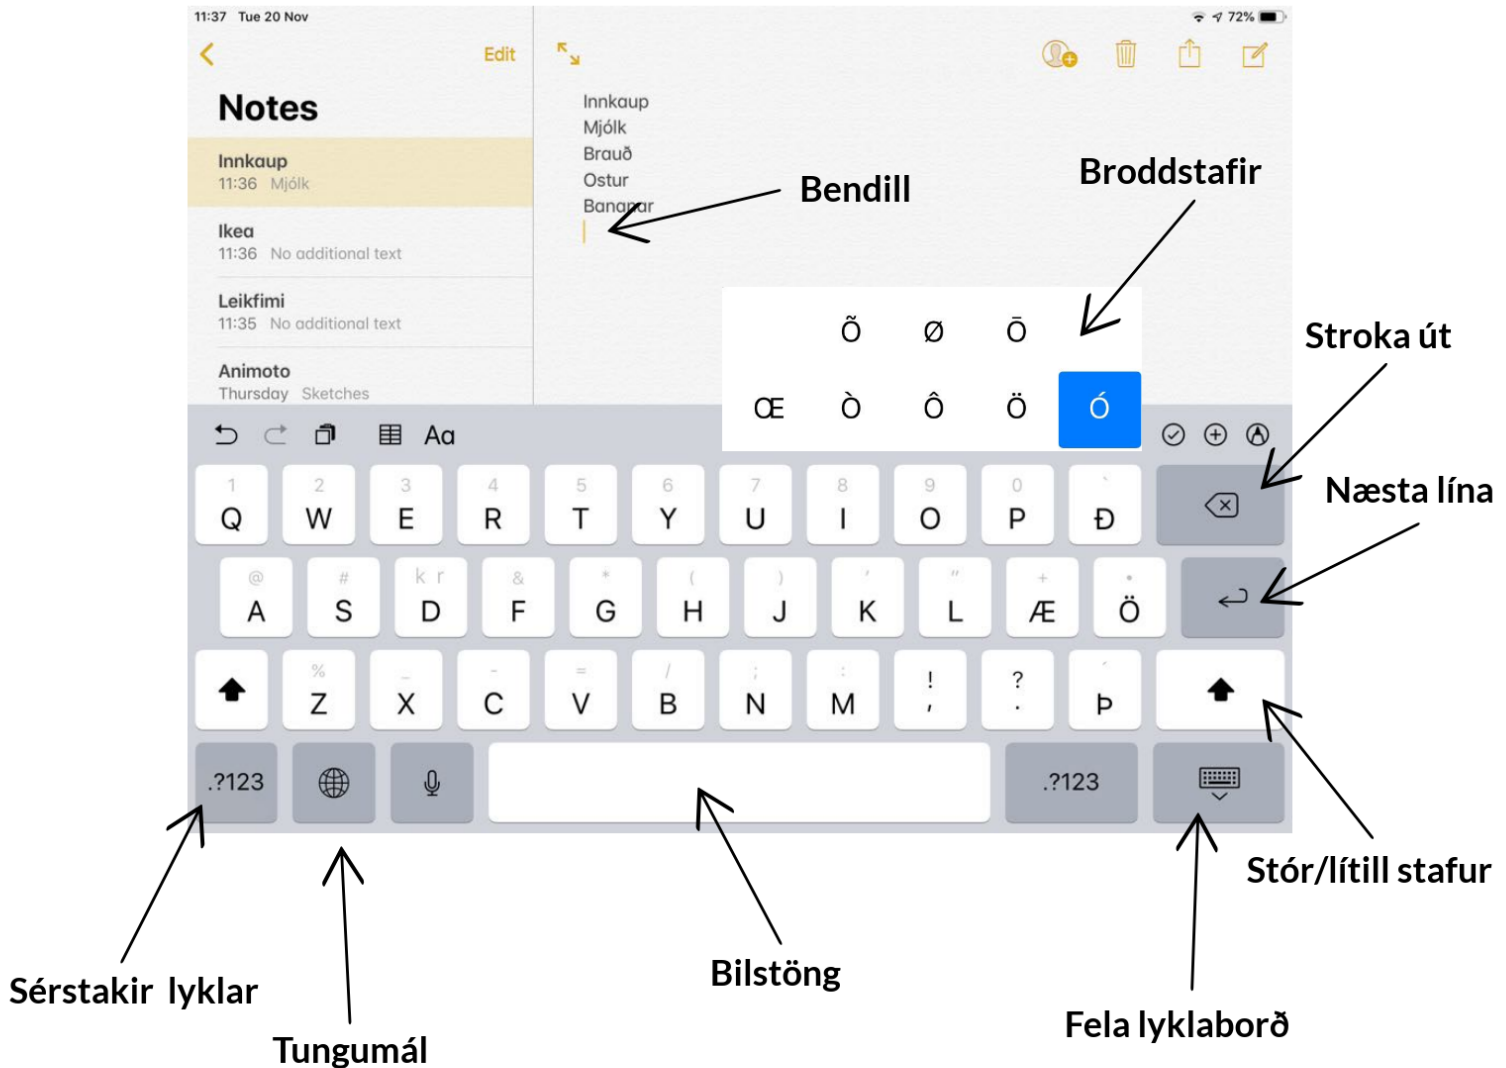 11:37 Tue 20 Nov
72%
Edit
Notes
Innkaup
11:36 Mjólk
Ikea
11:36 No additional text
Leikfimi
11:35 No additional text
Animoto
Thursday Sketches
Innkaup
Mjólk
Brauð
Ostur
Bananar
Bendill
Broddstafir
Õ Ø Ō
Œ Ò Ô Ö Ó
Stroka út
Næsta lína
Aa
1 2 3 4 5 6 7 8 9 0 `
Q W E R T Y U I O P Ð
@ # k r & * ( ) ' " + •
A S D F G H J K L Æ Ö
% _ - = / ; : ! ? ´
Z X C V B N M , . Þ
.?123 .?123
Stór/lítill stafur
Sérstakir lyklar
Bilstöng
Fela lyklaborð
Tungumál